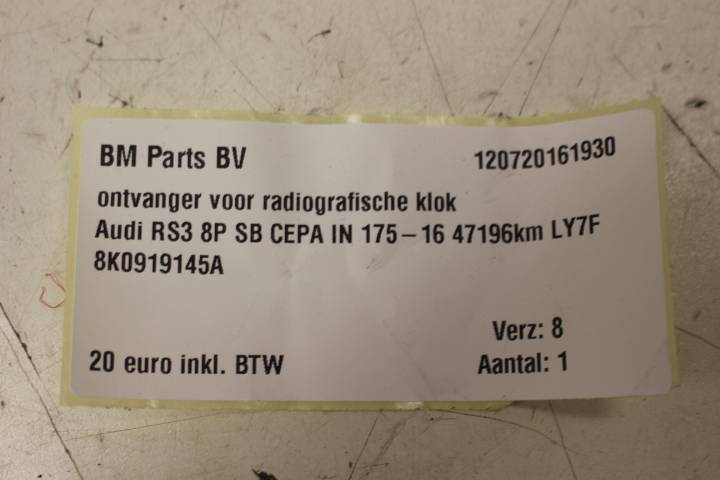 BM Parts BV 120720161930
ontvanger voor radiografische klok
Audi RS3 8P SB CEPA IN 175-16 47196km LY7F
8K0919145A
Verz: 8
20 euro inkl. BTW Aantal: 1